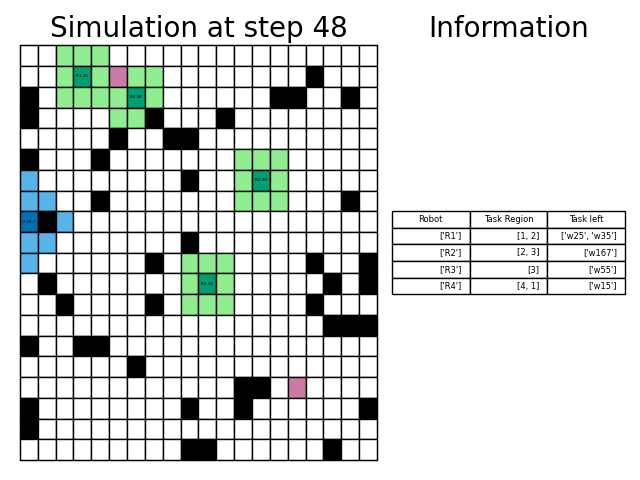 Simulation at step 48
Information
Robot Task Region Task left
['R1'] [1, 2] ['w25', 'w35']
['R2'] [2, 3] ['w167']
['R3'] [3] ['w55']
['R4'] [4, 1] ['w15']